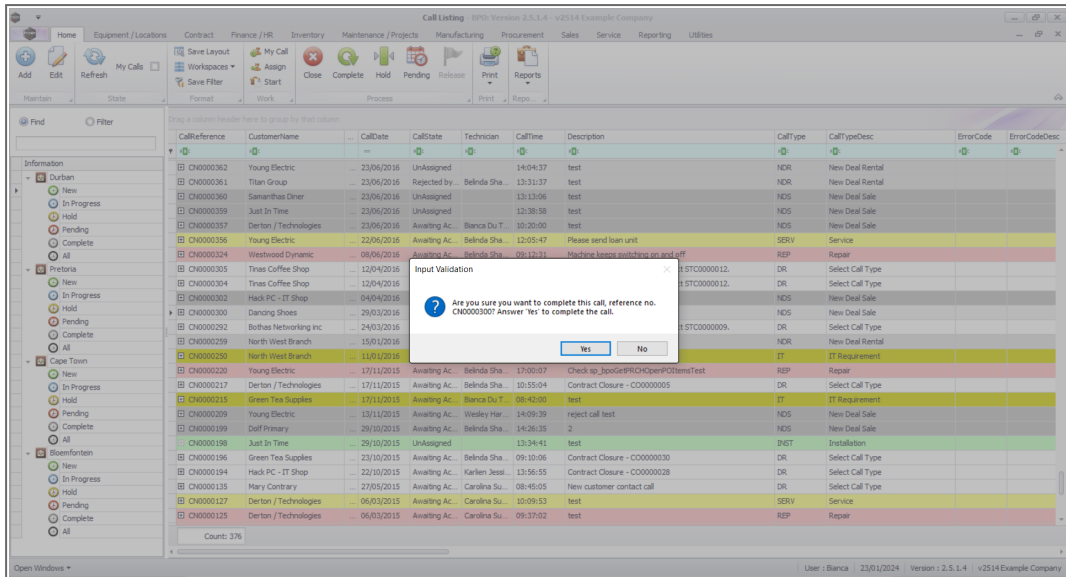 Call Listing - BPO: Version 2.5.1.4 - v2514 Example Company
Home Equipment / Locations Contract Finance / HR Inventory Maintenance / Projects Manufacturing Procurement Sales Service Reporting Utilities
Add Edit Refresh My Calls Save Layout Workspaces Save Filter My Call Assign Start Close Complete Hold Pending Release Print Reports
Maintain State Format Work Process Print Repo...
Find Filter
Drag a column header here to group by that column
CallReference CustomerName ... CallDate CallState Technician CallTime Description CallType CallTypeDesc ErrorCode ErrorCodeDesc
Information
Durban
New
In Progress
Hold
Pending
Complete
All
Pretoria
New
In Progress
Hold
Pending
Complete
All
Cape Town
New
In Progress
Hold
Pending
Complete
All
Bloemfontein
New
In Progress
Hold
Pending
Complete
All
CN0000362 Young Electric ... 23/06/2016 UnAssigned 14:04:37 test NDR New Deal Rental
CN0000361 Titan Group ... 23/06/2016 Rejected by... Belinda Sha... 13:31:37 test NDR New Deal Rental
CN0000360 Samanthas Diner ... 23/06/2016 UnAssigned 13:13:06 test NDS New Deal Sale
CN0000359 Just In Time ... 23/06/2016 UnAssigned 12:38:58 test NDS New Deal Sale
CN0000357 Derton / Technologies ... 23/06/2016 Awaiting Ac... Bianca Du T... 10:20:00 test NDS New Deal Sale
CN0000356 Young Electric ... 22/06/2016 Awaiting Ac... Belinda Sha... 12:05:47 Please send loan unit SERV Service
CN0000324 Westwood Dynamic ... 08/06/2016 Awaiting Ac... Belinda Sha... 09:12:31 Machine keeps switching on and off REP Repair
CN0000305 Tinas Coffee Shop ... 12/04/2016 ct STC0000012. DR Select Call Type
CN0000304 Tinas Coffee Shop ... 12/04/2016 ct STC0000012. DR Select Call Type
CN0000302 Hack PC - IT Shop ... 04/04/2016 NDS New Deal Sale
CN0000300 Dancing Shoes ... 29/03/2016 NDS New Deal Sale
CN0000292 Bothas Networking inc ... 24/03/2016 ct STC0000009. DR Select Call Type
CN0000259 North West Branch ... 15/01/2016 NDR New Deal Rental
CN0000250 North West Branch ... 11/01/2016 IT IT Requirement
CN0000220 Young Electric ... 17/11/2015 Awaiting Ac... Belinda Sha... 17:00:07 Check sp_bpoGetPRCHOpenPOItemsTest REP Repair
CN0000217 Derton / Technologies ... 17/11/2015 Awaiting Ac... Belinda Sha... 10:55:04 Contract Closure - CO0000005 DR Select Call Type
CN0000215 Green Tea Supplies ... 17/11/2015 Awaiting Ac... Bianca Du T... 08:42:00 test IT IT Requirement
CN0000209 Young Electric ... 13/11/2015 Awaiting Ac... Wesley Har... 14:09:39 reject call test NDS New Deal Sale
CN0000199 Dolf Primary ... 29/10/2015 Awaiting Ac... Belinda Sha... 14:26:35 2 NDS New Deal Sale
CN0000198 Just In Time ... 29/10/2015 UnAssigned 13:34:41 test INST Installation
CN0000196 Green Tea Supplies ... 23/10/2015 Awaiting Ac... Belinda Sha... 09:10:06 Contract Closure - CO0000030 DR Select Call Type
CN0000194 Hack PC - IT Shop ... 22/10/2015 Awaiting Ac... Karlien Jessi... 13:56:55 Contract Closure - CO0000028 DR Select Call Type
CN0000135 Mary Contrary ... 27/05/2015 Awaiting Ac... Carolina Su... 08:45:05 New customer contact call DR Select Call Type
CN0000127 Derton / Technologies ... 06/03/2015 Awaiting Ac... Carolina Su... 10:09:53 test SERV Service
CN0000125 Derton / Technologies ... 06/03/2015 Awaiting Ac... Carolina Su... 09:37:02 test REP Repair
Count: 376
Input Validation
Are you sure you want to complete this call, reference no.
CN0000300? Answer 'Yes' to complete the call.
Yes No
Open Windows User : Bianca 23/01/2024 Version : 2.5.1.4 v2514 Example Company